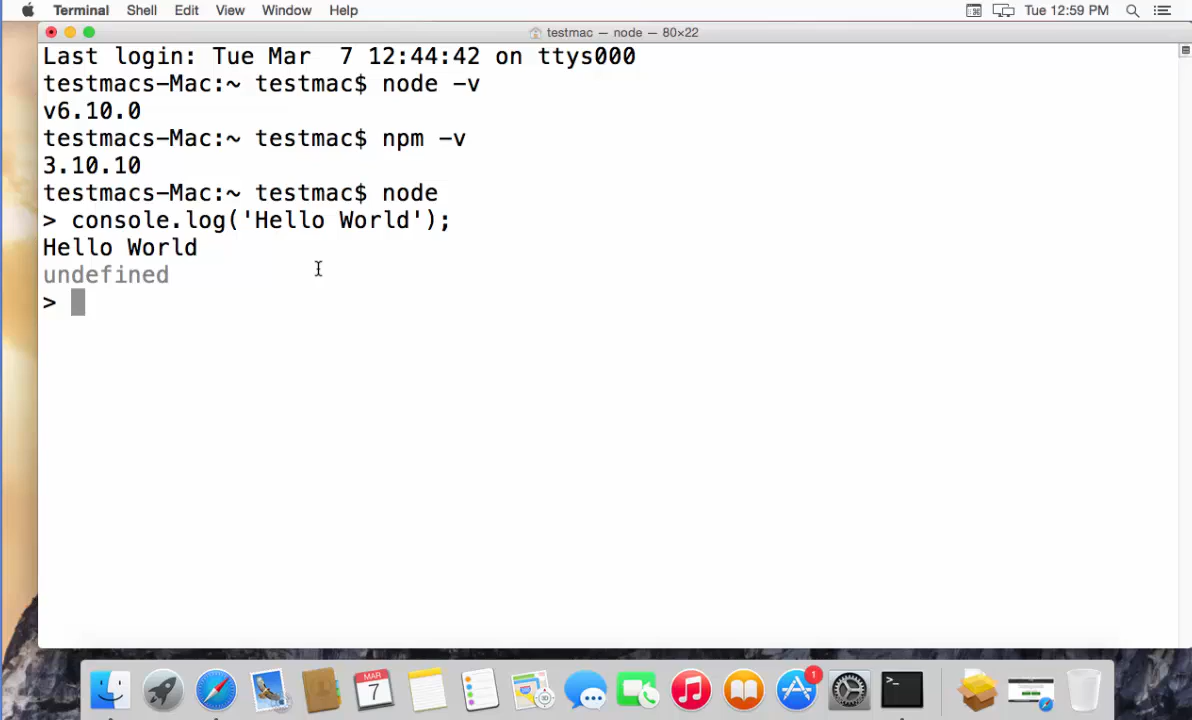 Terminal Shell Edit View Window Help Tue 12:59 PM
testmac — node — 80×22
Last login: Tue Mar  7 12:44:42 on ttys000
testmacs-Mac:~ testmac$ node -v
v6.10.0
testmacs-Mac:~ testmac$ npm -v
3.10.10
testmacs-Mac:~ testmac$ node
> console.log('Hello World');
Hello World
undefined
>
MAR
7
1
>_